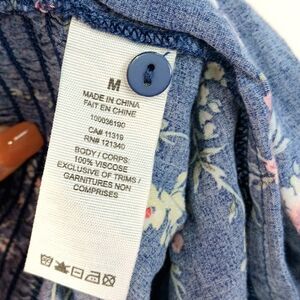 M
MADE IN CHINA
FAIT EN CHINE
100036190
CA# 11319
RN# 121340
BODY / CORPS:
100% VISCOSE
EXCLUSIVE OF TRIMS /
GARNITURES NON
COMPRISES